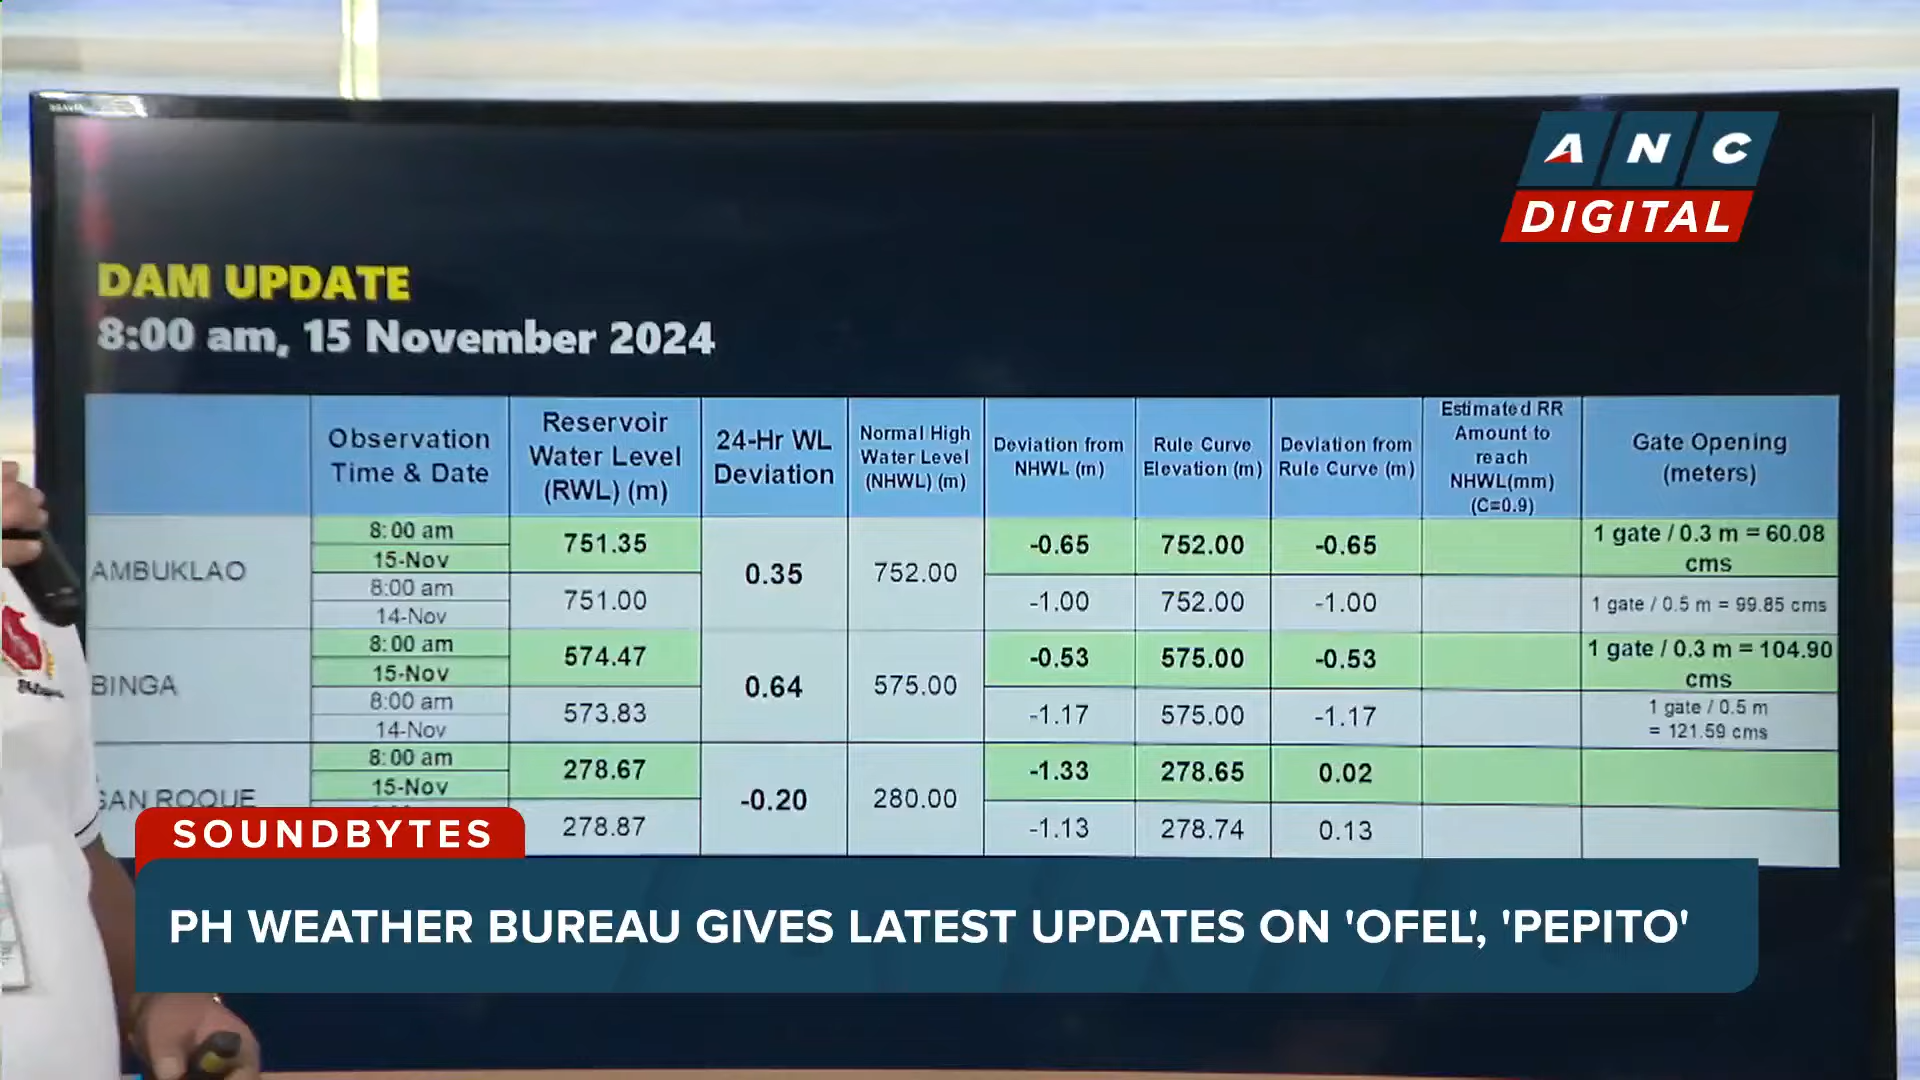 ANC
DIGITAL
DAM UPDATE
8:00 am, 15 November 2024
Observation
Time & Date
Reservoir
Water Level
(RWL) (m)
24-Hr WL
Deviation
Normal High
Water Level
(NHWL) (m)
Deviation from
NHWL (m)
Rule Curve
Elevation (m)
Deviation from
Rule Curve (m)
Estimated RR
Amount to
reach
NHWL(mm)
(C=0.9)
Gate Opening
(meters)
AMBUKLAO
8:00 am
15-Nov
751.35
0.35
752.00
-0.65
752.00
-0.65
1 gate / 0.3 m = 60.08
cms
8:00 am
14-Nov
751.00
-1.00
752.00
-1.00
1 gate / 0.5 m = 99.85 cms
BINGA
8:00 am
15-Nov
574.47
0.64
575.00
-0.53
575.00
-0.53
1 gate / 0.3 m = 104.90
cms
8:00 am
14-Nov
573.83
-1.17
575.00
-1.17
1 gate / 0.5 m
= 121.59 cms
SAN ROQUE
8:00 am
15-Nov
278.67
-0.20
280.00
-1.33
278.65
0.02
278.87
-1.13
278.74
0.13
SOUNDBYTES
PH WEATHER BUREAU GIVES LATEST UPDATES ON 'OFEL', 'PEPITO'